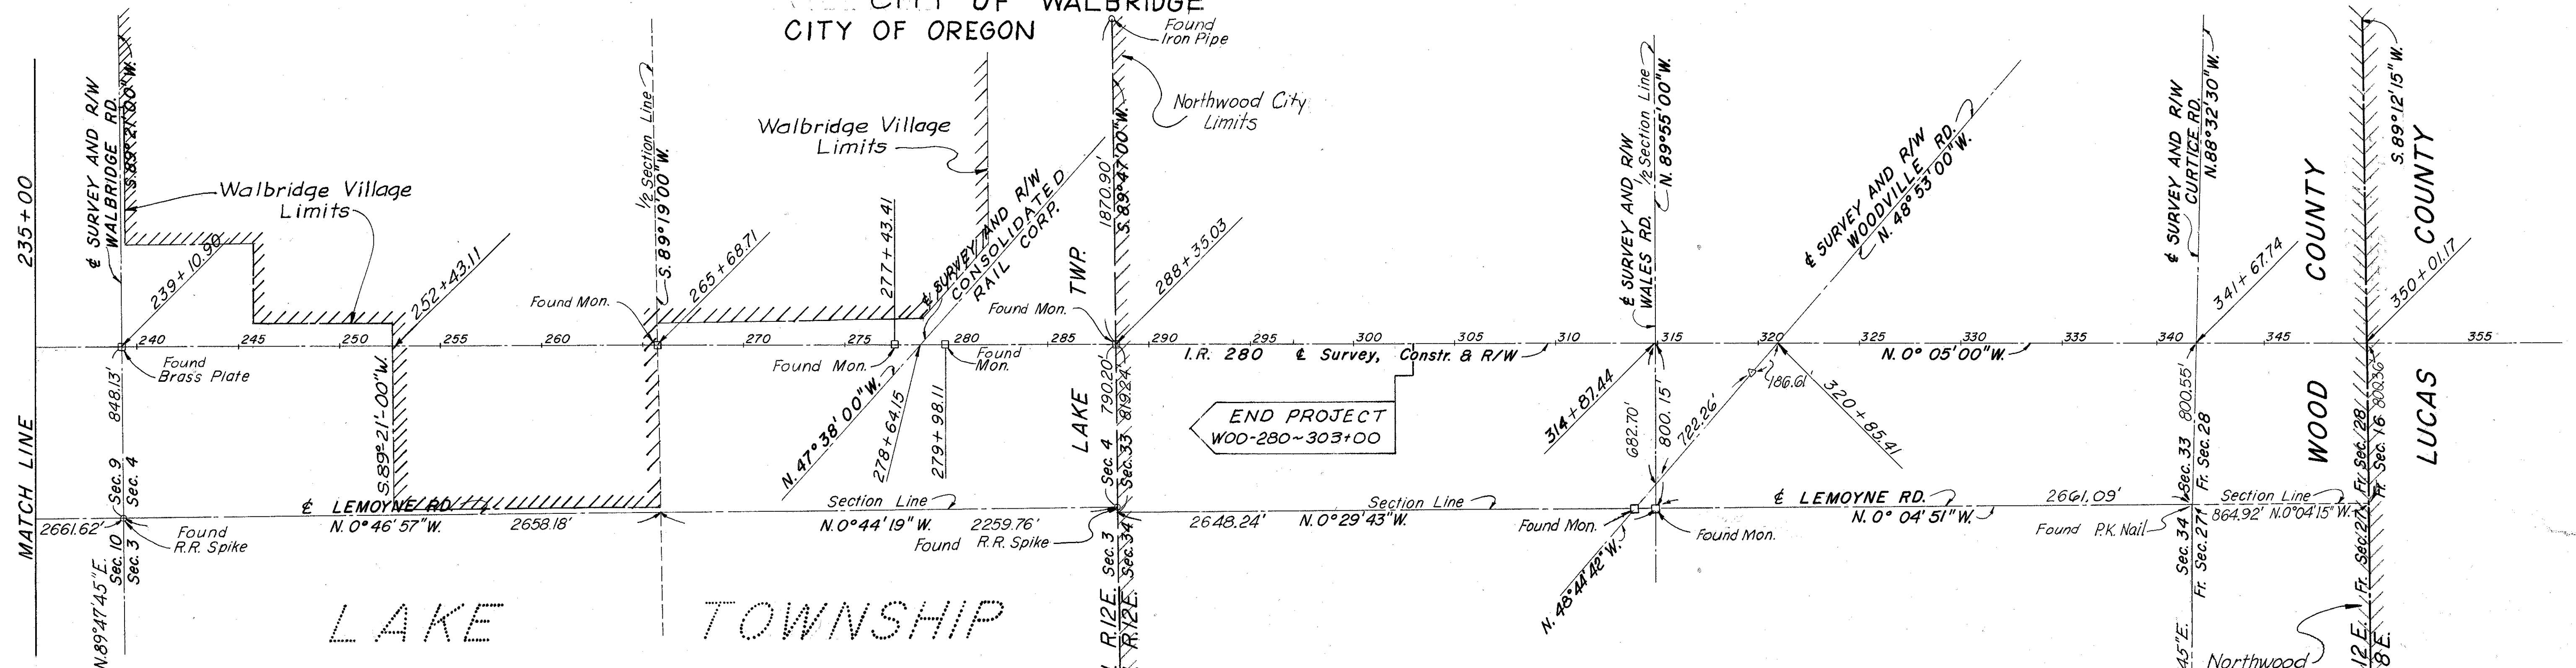 CITY OF WALBRIDGE
CITY OF OREGON
MATCH LINE 235+00
℄ SURVEY AND R/W
WALBRIDGE RD.
S.89°21'00"W.
Walbridge Village
Limits
239+10.90
252+43.11
½ Section Line
S.89°19'00"W.
Found Mon.
265+68.71
Walbridge Village
Limits
277+43.41
℄ SURVEY AND R/W
CONSOLIDATED
RAIL CORP.
Found
Iron Pipe
Northwood City
Limits
1870.90'
S.89°47'00"W.
LAKE TWP.
Found Mon.
288+35.03
℄ SURVEY AND R/W
WALES RD.
½ Section Line
N.89°55'00"W.
℄ SURVEY AND R/W
WOODVILLE RD.
N.48°53'00"W.
℄ SURVEY AND R/W
CURTICE RD.
N.88°32'30"W.
341+67.74
WOOD COUNTY
LUCAS COUNTY
S.89°12'15"W.
350+01.17
240 245 250 255 260 270 275 280 285 290 295 300 305 310 315 321 325 330 335 340 345 355
I.R. 280 ℄ Survey, Constr. & R/W
N.0°05'00"W.
Found
Brass Plate
848.13'
S.89°21'-00"W.
Found Mon.
Found
Mon.
N.47°38'00"W.
278+64.15
279+98.11
790.20'
819.24'
END PROJECT
WOD-280~303+00
314+87.44
682.70'
800.15'
722.26'
186.61'
320+85.41
800.55'
Sec. 9
Sec. 4
Sec. 4
Sec. 33
Sec. 33
Fr. Sec. 28
Fr. Sec. 28
Fr. Sec. 16
℄ LEMOYNE RD.
Section Line
Section Line
℄ LEMOYNE RD.
2661.09'
Section Line
2661.62'
N.0°46'57"W.
2658.18'
N.0°44'19"W.
2259.76'
2648.24'
N.0°29'43"W.
N.0°04'51"W.
864.92' N.0°04'15"W.
Found
R.R. Spike
Found R.R. Spike
Found Mon.
Found Mon.
Found P.K. Nail
N.48°44'42"W.
N.89°47'45"E.
Sec. 10
Sec. 3
Sec. 3
Sec. 34
Sec. 34
Fr. Sec. 27
Fr. Sec. 27
R.12E.
R.12E.
45"E.
12E.
8E.
LAKE TOWNSHIP
Northwood